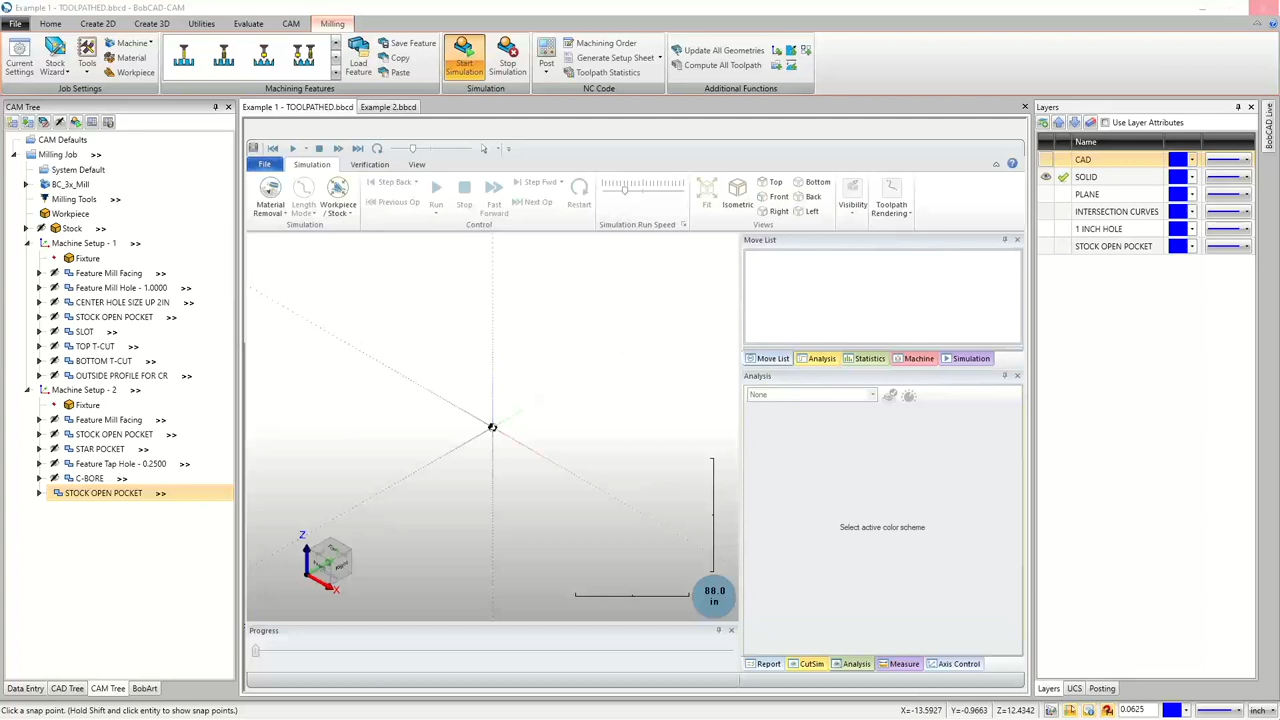 Example 1 - TOOLPATHED.bbcd - BobCAD-CAM
File Home Create 2D Create 3D Utilities Evaluate CAM Milling
Current Settings
Stock Wizard
Tools
Machine
Material
Workpiece
Job Settings
Load Feature
Save Feature
Copy
Paste
Machining Features
Start Simulation
Stop Simulation
Simulation
Post
Machining Order
Generate Setup Sheet
Toolpath Statistics
NC Code
Update All Geometries
Compute All Toolpath
Additional Functions
CAM Tree
CAM Defaults
Milling Job >>
System Default
BC_3x_Mill
Milling Tools >>
Workpiece
Stock >>
Machine Setup - 1 >>
Fixture
Feature Mill Facing >>
Feature Mill Hole - 1.0000 >>
CENTER HOLE SIZE UP 2IN >>
STOCK OPEN POCKET >>
SLOT >>
TOP T-CUT >>
BOTTOM T-CUT >>
OUTSIDE PROFILE FOR CR >>
Machine Setup - 2 >>
Fixture
Feature Mill Facing >>
STOCK OPEN POCKET >>
STAR POCKET >>
Feature Tap Hole - 0.2500 >>
C-BORE >>
STOCK OPEN POCKET >>
Data Entry CAD Tree CAM Tree BobArt
Example 1 - TOOLPATHED.bbcd Example 2.bbcd
File Simulation Verification View
Material Removal
Length Mode
Workpiece / Stock
Simulation
Step Back
Previous Op
Run
Stop
Fast Forward
Step Fwd
Next Op
Restart
Control
Simulation Run Speed
Fit
Isometric
Top Bottom
Front Back
Right Left
Views
Visibility
Toolpath Rendering
Z
X
88.0
in
Progress
Move List
Move List Analysis Statistics Machine Simulation
Analysis
None
Select active color scheme
Report CutSim Analysis Measure Axis Control
Layers
Use Layer Attributes
Name
CAD
SOLID
PLANE
INTERSECTION CURVES
1 INCH HOLE
STOCK OPEN POCKET
Layers UCS Posting
BobCAD Live
Click a snap point. (Hold Shift and click entity to show snap points.)
X=-13.5927 Y=-0.9663 Z=12.4342 0.0625 inch